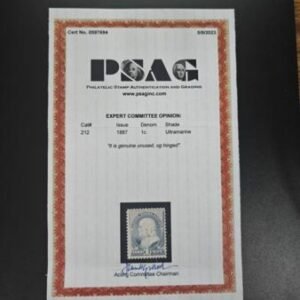 Cert No. 0597694 5/9/2023
PSAG
PHILATELIC STAMP AUTHENTICATION AND GRADING
www.psaginc.com
EXPERT COMMITTEE OPINION:
Cat# Issue Denom Shade
212 1887 1c Ultramarine
"It is genuine unused, og hinged"
Acting Committee Chairman